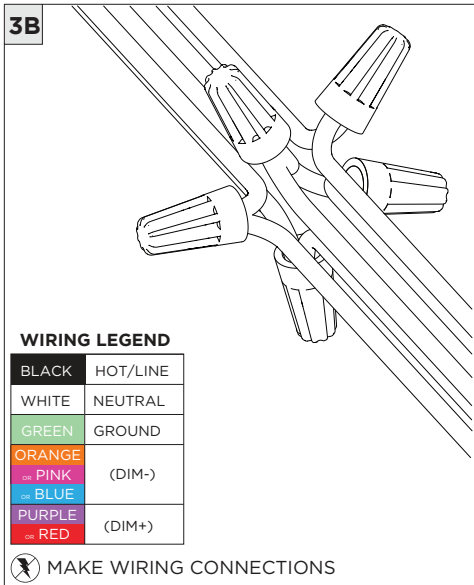 3B
WIRING LEGEND
BLACK HOT/LINE
WHITE NEUTRAL
GREEN GROUND
ORANGE
OR PINK (DIM-)
OR BLUE
PURPLE
OR RED (DIM+)
MAKE WIRING CONNECTIONS